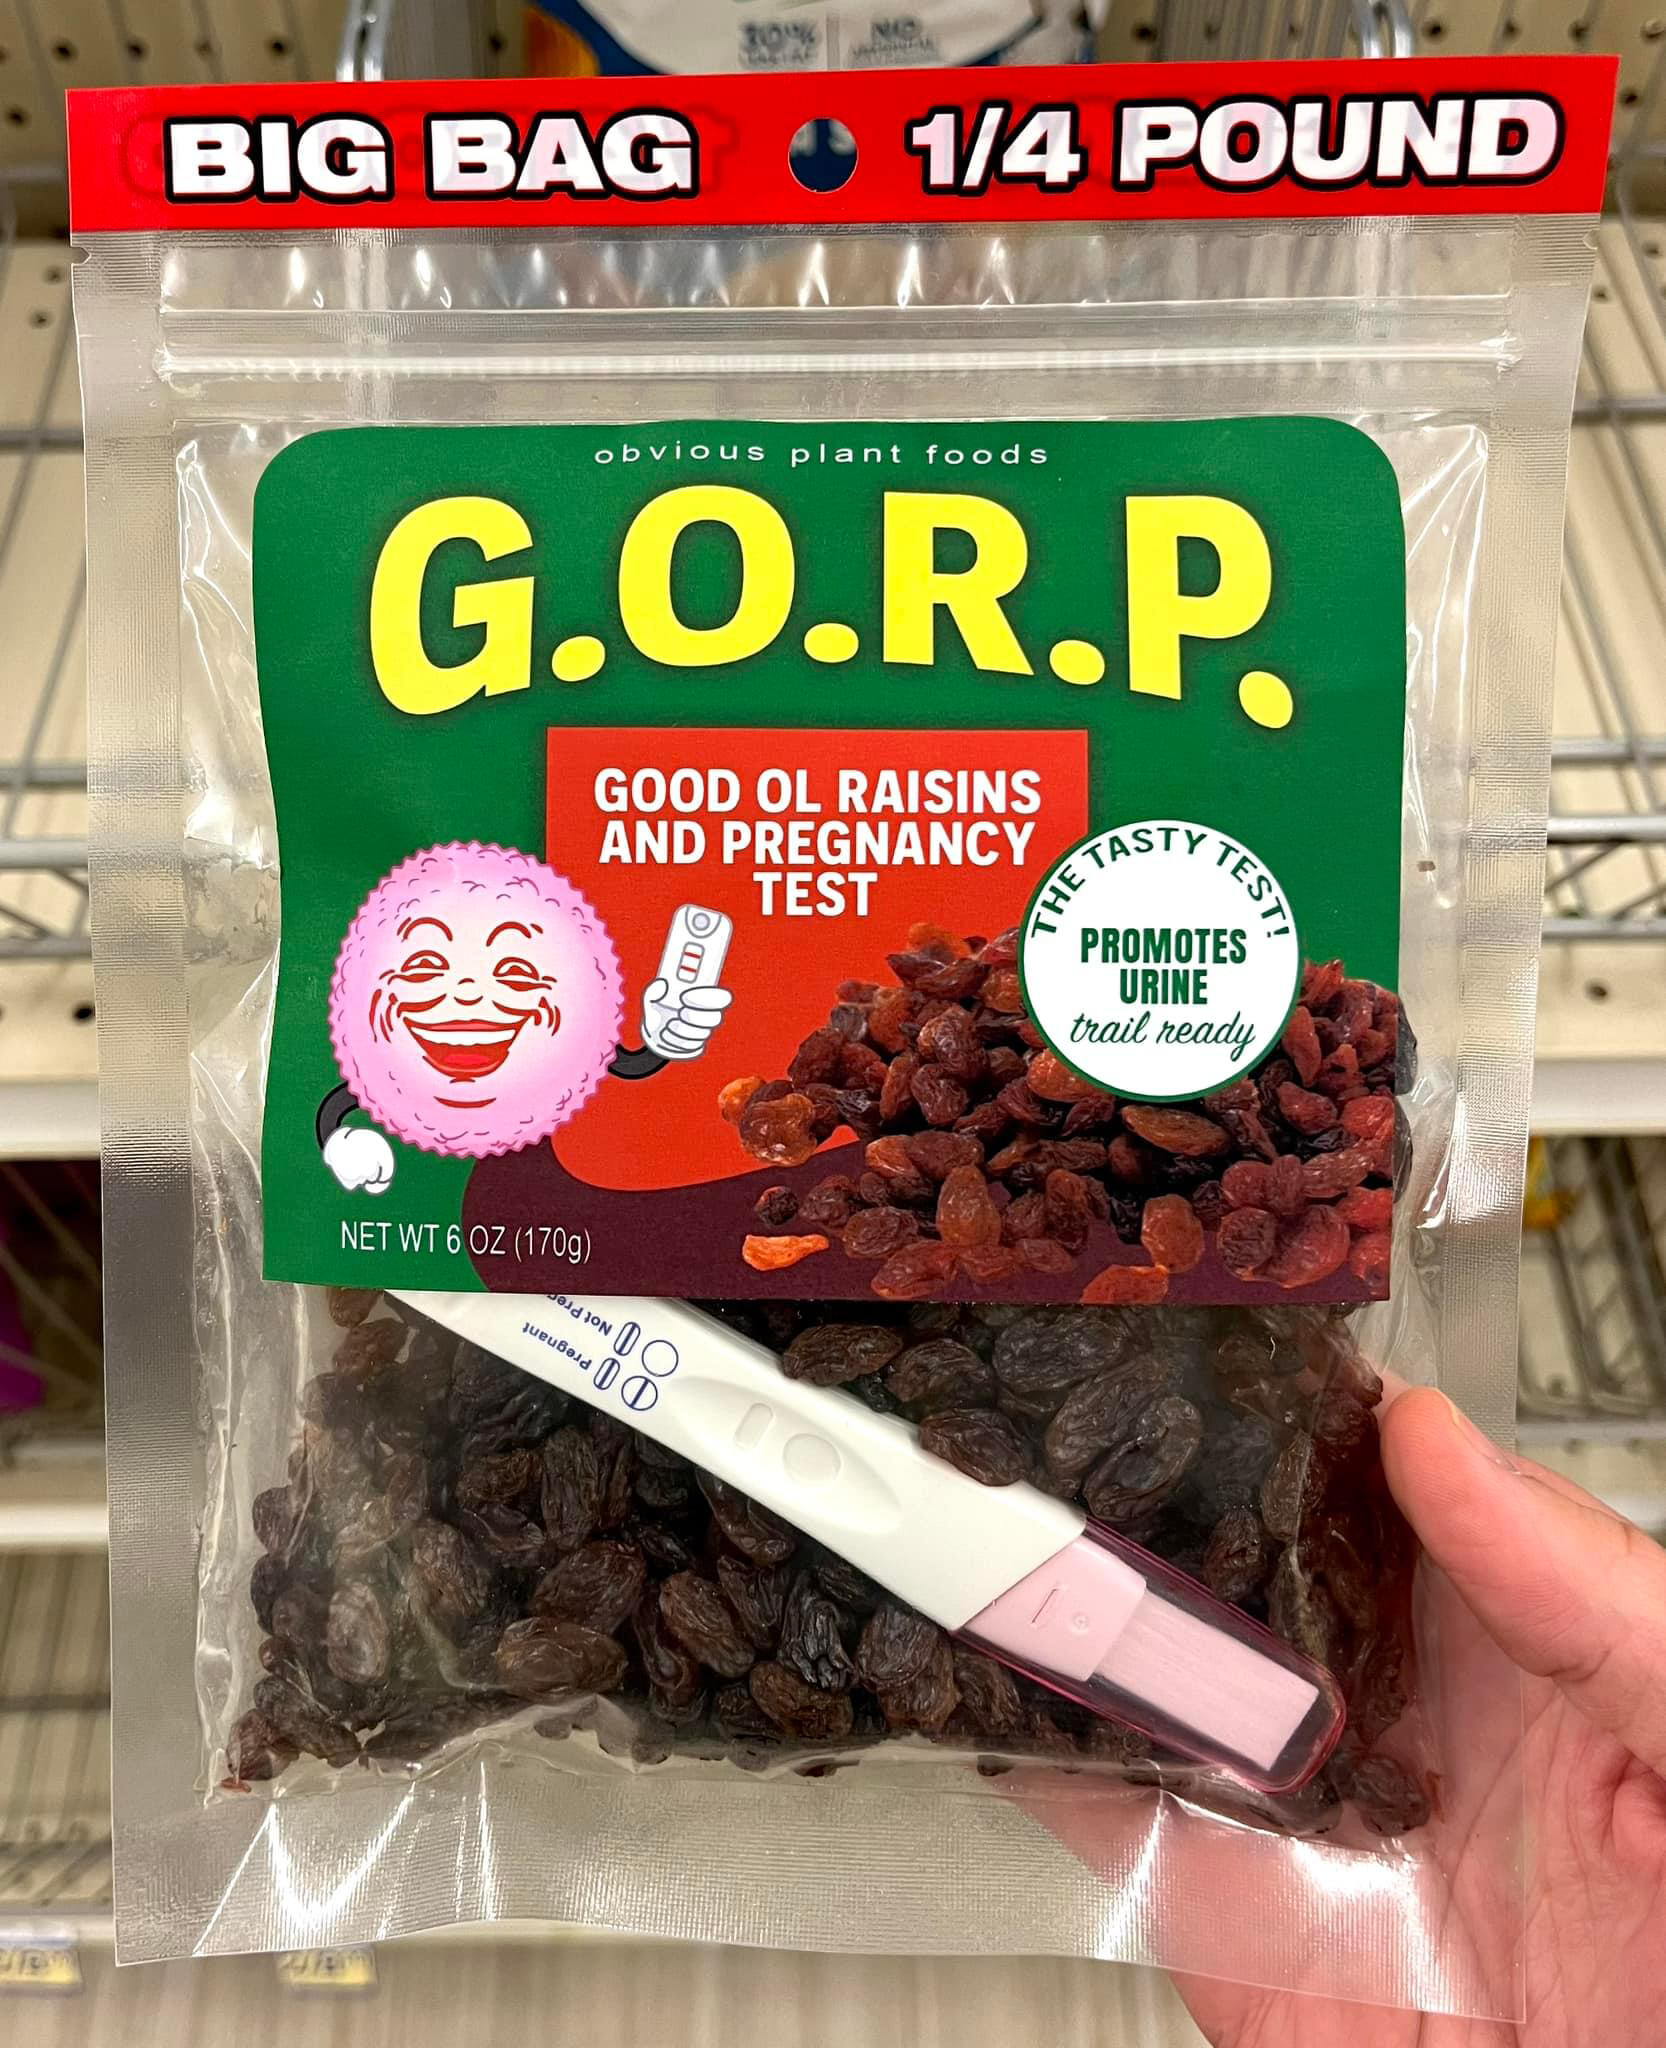 BIG BAG 1/4 POUND
obvious plant foods
G.O.R.P.
GOOD OL RAISINS
AND PREGNANCY
TEST
THE TASTY TEST!
PROMOTES
URINE
trail ready
NET WT 6 OZ (170g)
Not Preg
Pregnant